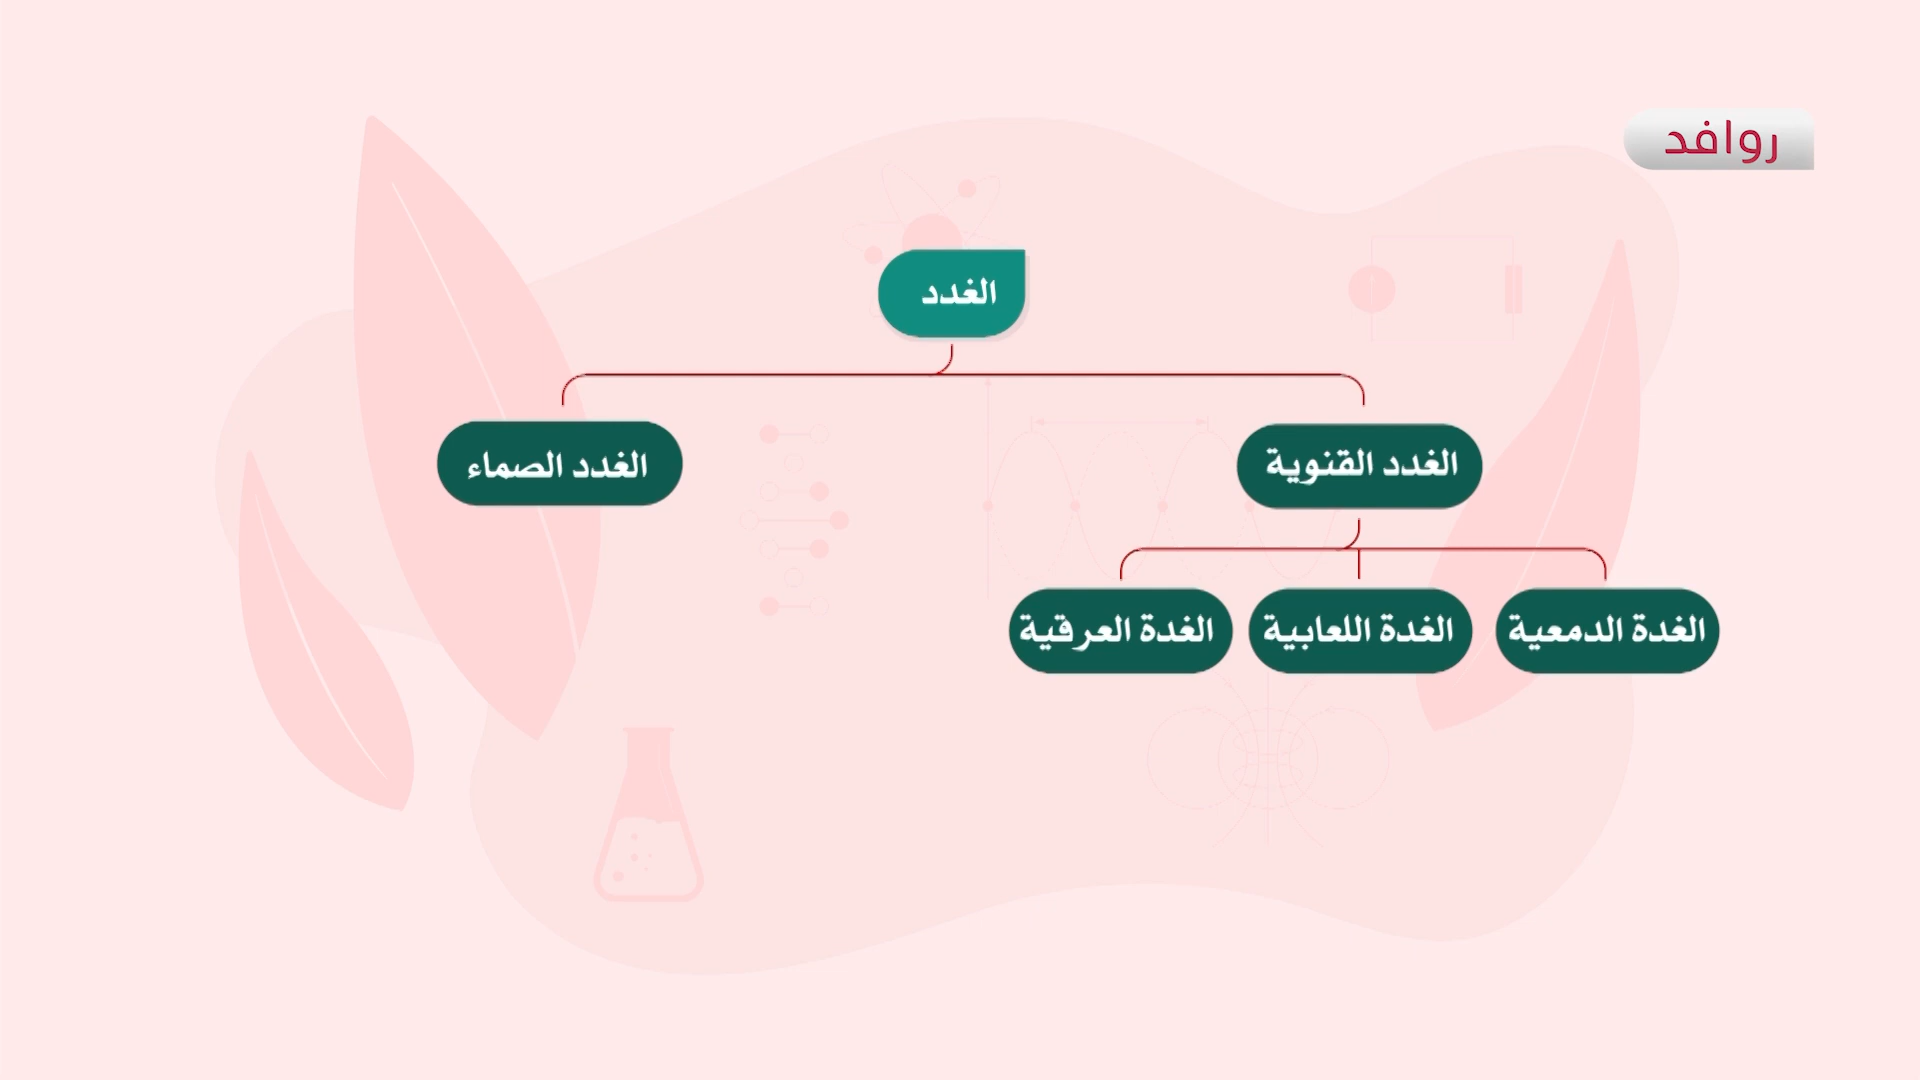 روافد
الغدد
الغدد القنوية
الغدد الصماء
الغدة الدمعية
الغدة اللعابية
الغدة العرقية